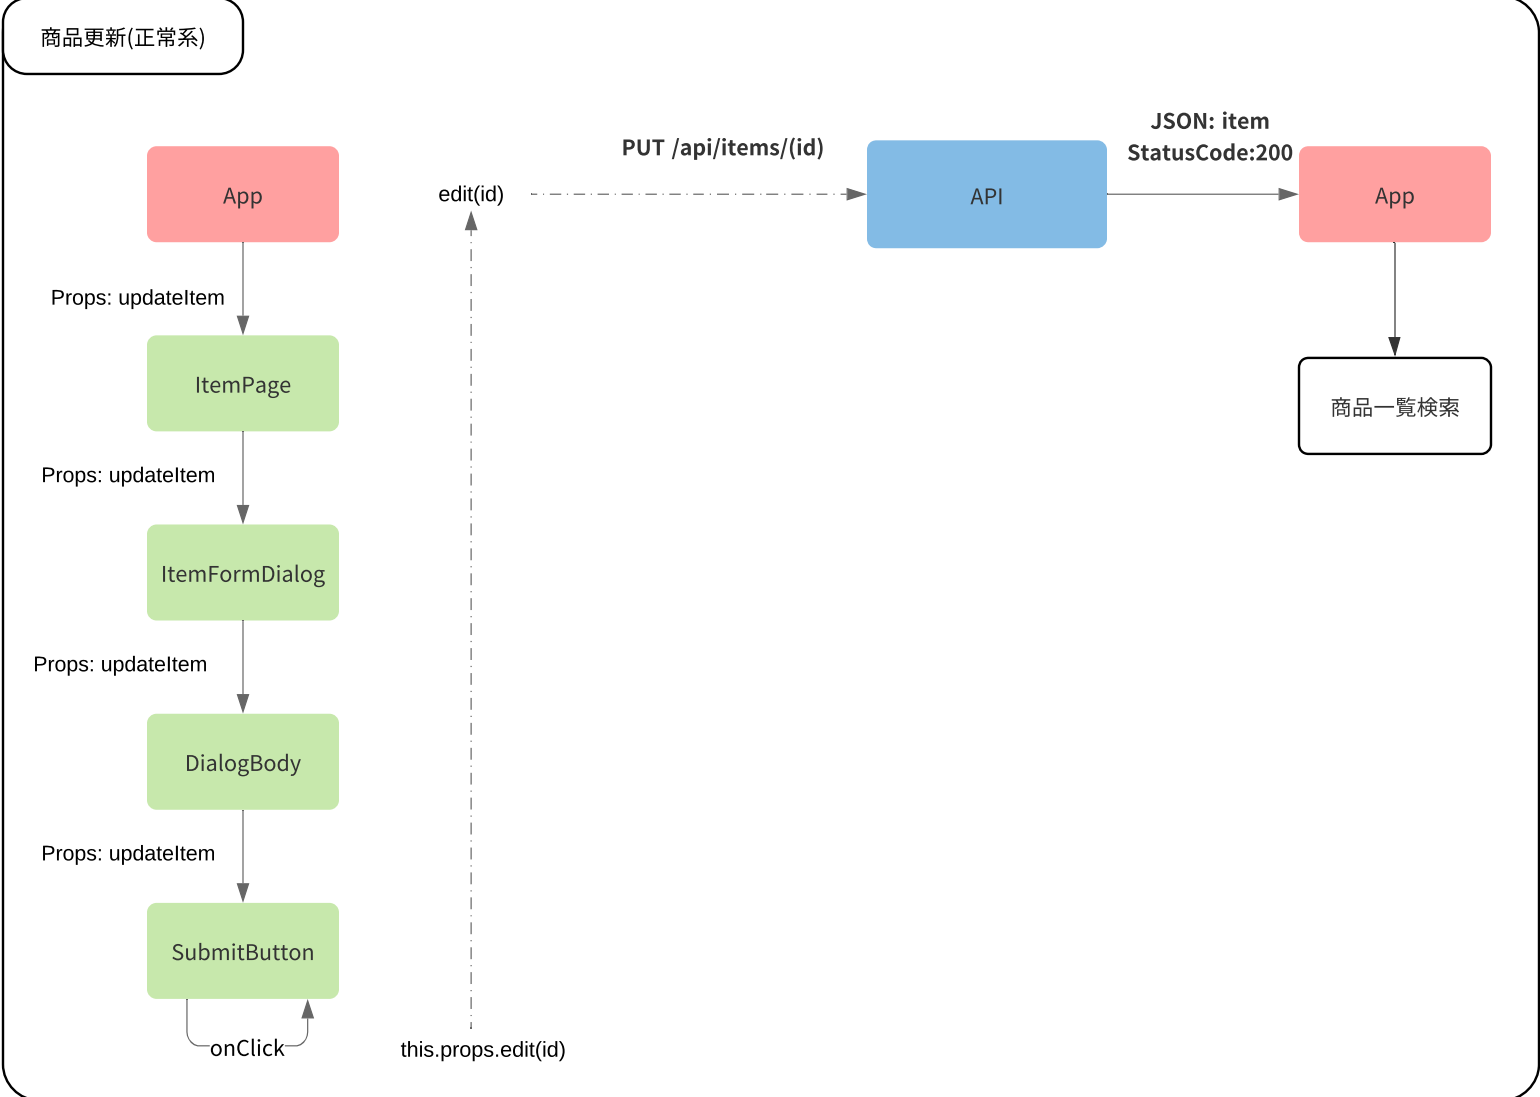 商品更新(正常系)
JSON: item
PUT /api/items/(id)
StatusCode:200
App
edit(id)
API
App
Props: updateItem
ItemPage
商品一覧検索
Props: updateItem
ItemFormDialog
Props: updateItem
DialogBody
Props: updateItem
SubmitButton
onClick
this.props.edit(id)